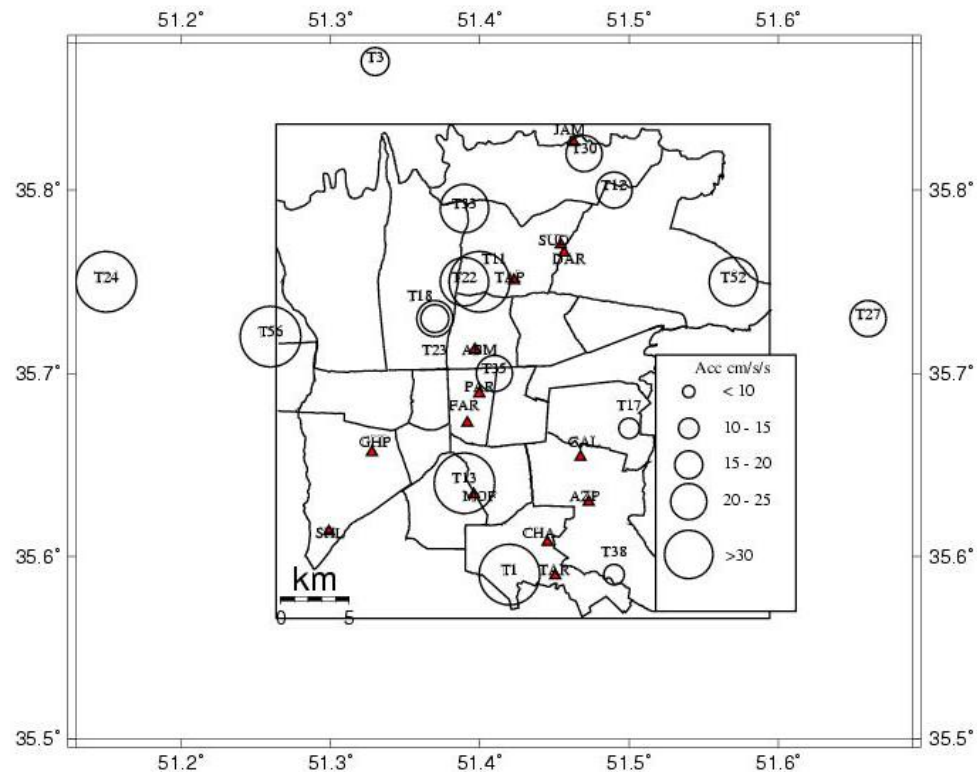 51.2° 51.3° 51.4° 51.5° 51.6°
T3
JAM
T30
35.8° 35.8°
T12
T53
SUD
T11 DAR
T24 T22 TAP T52
T18
T27
T56
T23 ASM
35.7° T35 35.7°
Acc cm/s/s
PAR < 10
FAR T17
10 - 15
GHP GAL
15 - 20
T13
MOF AZP 20 - 25
SHL CHA
T38 >30
35.6° T1 TAR 35.6°
km
0 5
35.5° 35.5°
51.2° 51.3° 51.4° 51.5° 51.6°